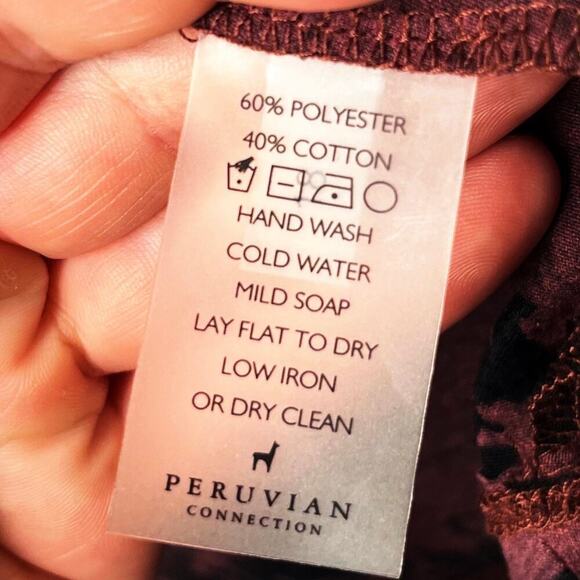 60% POLYESTER
40% COTTON
HAND WASH
COLD WATER
MILD SOAP
LAY FLAT TO DRY
LOW IRON
OR DRY CLEAN
PERUVIAN
CONNECTION